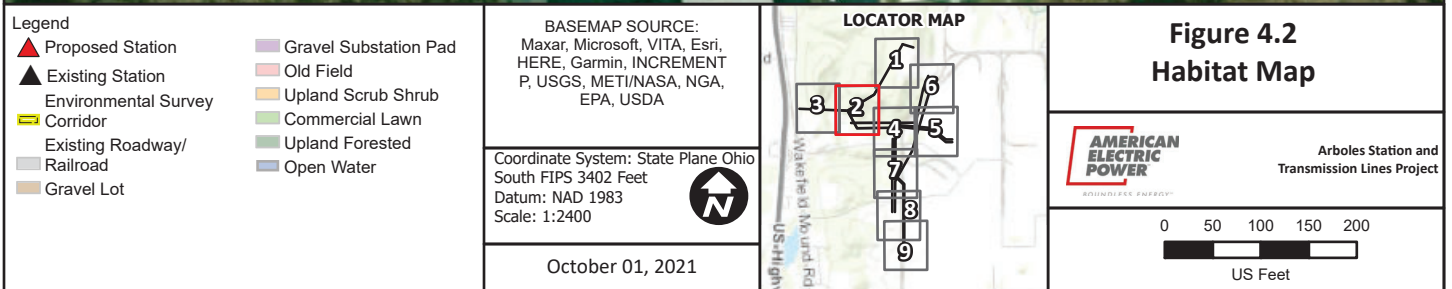 Legend
Proposed Station
Existing Station
Environmental Survey
Corridor
Existing Roadway/
Railroad
Gravel Lot
Gravel Substation Pad
Old Field
Upland Scrub Shrub
Commercial Lawn
Upland Forested
Open Water
BASEMAP SOURCE:
Maxar, Microsoft, VITA, Esri,
HERE, Garmin, INCREMENT
P, USGS, METI/NASA, NGA,
EPA, USDA
Coordinate System: State Plane Ohio
South FIPS 3402 Feet
Datum: NAD 1983
Scale: 1:2400
N
October 01, 2021
LOCATOR MAP
d
1
6
3
2
4
5
7
8
9
Wakefield Mound Rd
US-High
Figure 4.2
Habitat Map
AMERICAN
ELECTRIC
POWER
BOUNDLESS ENERGY
Arboles Station and
Transmission Lines Project
0 50 100 150 200
US Feet